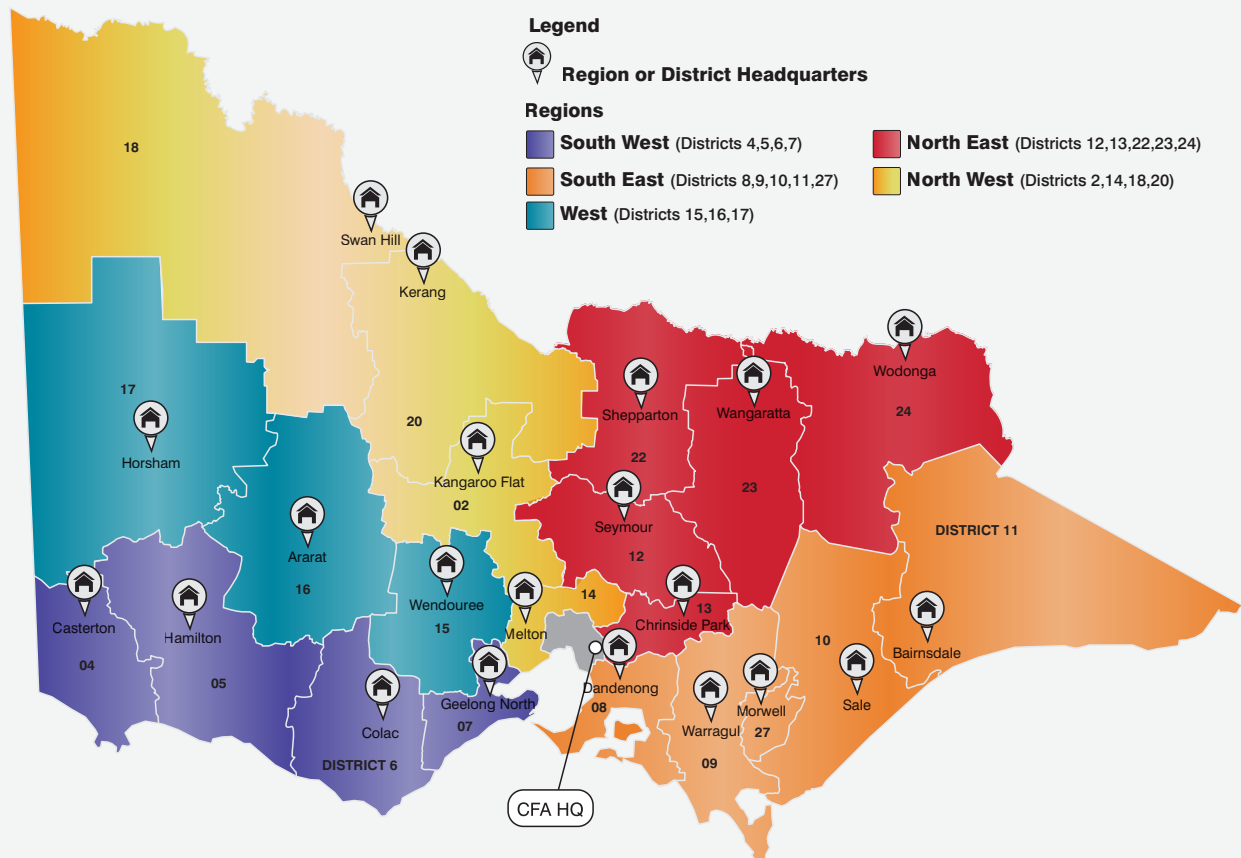 Legend
Region or District Headquarters
Regions
South West (Districts 4,5,6,7)
North East (Districts 12,13,22,23,24)
South East (Districts 8,9,10,11,27)
North West (Districts 2,14,18,20)
West (Districts 15,16,17)
18
Swan Hill
Kerang
Wodonga
17
Shepparton
Wangaratta
24
20
Horsham
22
Kangaroo Flat
23
02
Seymour
DISTRICT 11
Ararat
12
16
14
Wendouree
13
Casterton
Hamilton
15
Melton
Chrinside Park
10
Bairnsdale
04
05
Dandenong
Geelong North
08
Sale
Morwell
07
Colac
Warragul
27
DISTRICT 6
09
CFA HQ